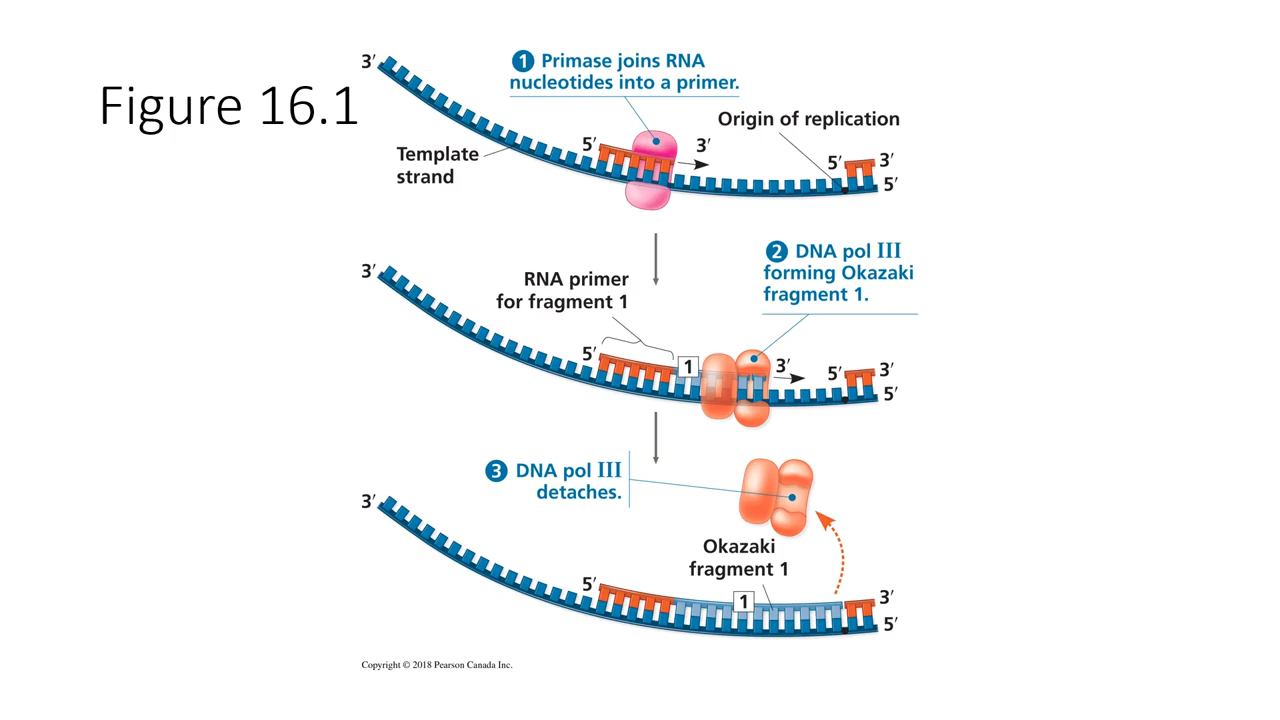 Figure 16.1
3′
1 Primase joins RNA
nucleotides into a primer.
Origin of replication
Template
strand
5′
3′
5′
3′
5′
2 DNA pol III
forming Okazaki
fragment 1.
3′
RNA primer
for fragment 1
5′
1
3′
5′
3′
5′
3 DNA pol III
detaches.
3′
Okazaki
fragment 1
5′
1
3′
5′
Copyright © 2018 Pearson Canada Inc.